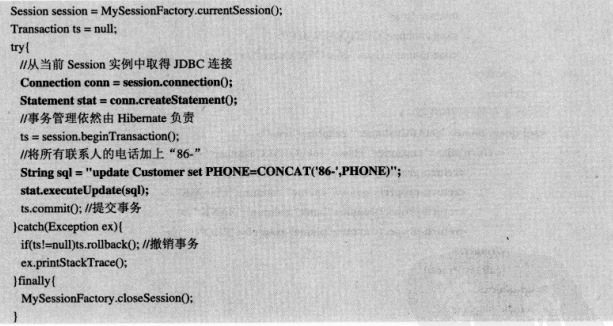 Session session = MySessionFactory.currentSession();
Transaction ts = null;
try{
//从当前 Session 实例中取得 JDBC 连接
Connection conn = session.connection();
Statement stat = conn.createStatement();
//事务管理依然由 Hibernate 负责
ts = session.beginTransaction();
//将所有联系人的电话加上“86-”
String sql = "update Customer set PHONE=CONCAT('86-',PHONE)";
stat.executeUpdate(sql);
ts.commit(); //提交事务
}catch(Exception ex){
if(ts!=null)ts.rollback(); //撤销事务
ex.printStackTrace();
}finally{
MySessionFactory.closeSession();
}